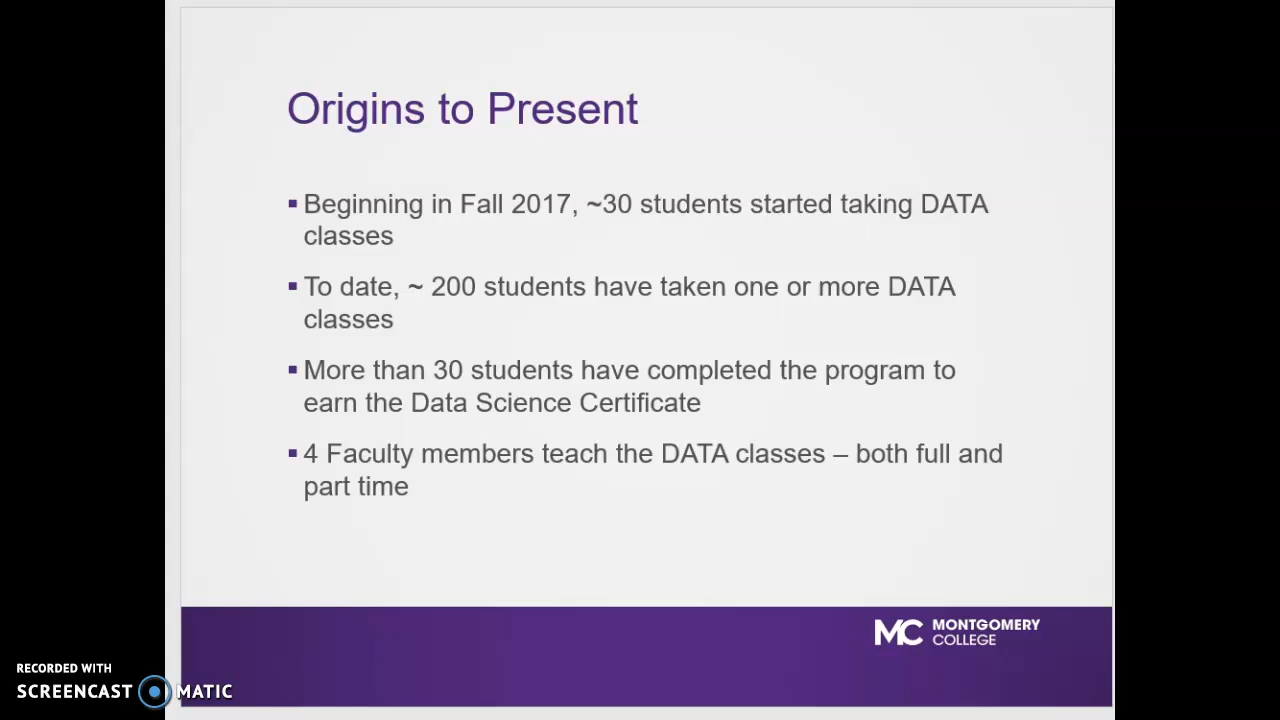 Origins to Present
▪ Beginning in Fall 2017, ~30 students started taking DATA
classes
▪ To date, ~ 200 students have taken one or more DATA
classes
▪ More than 30 students have completed the program to
earn the Data Science Certificate
▪ 4 Faculty members teach the DATA classes – both full and
part time
MC MONTGOMERY
COLLEGE
RECORDED WITH
SCREENCAST MATIC